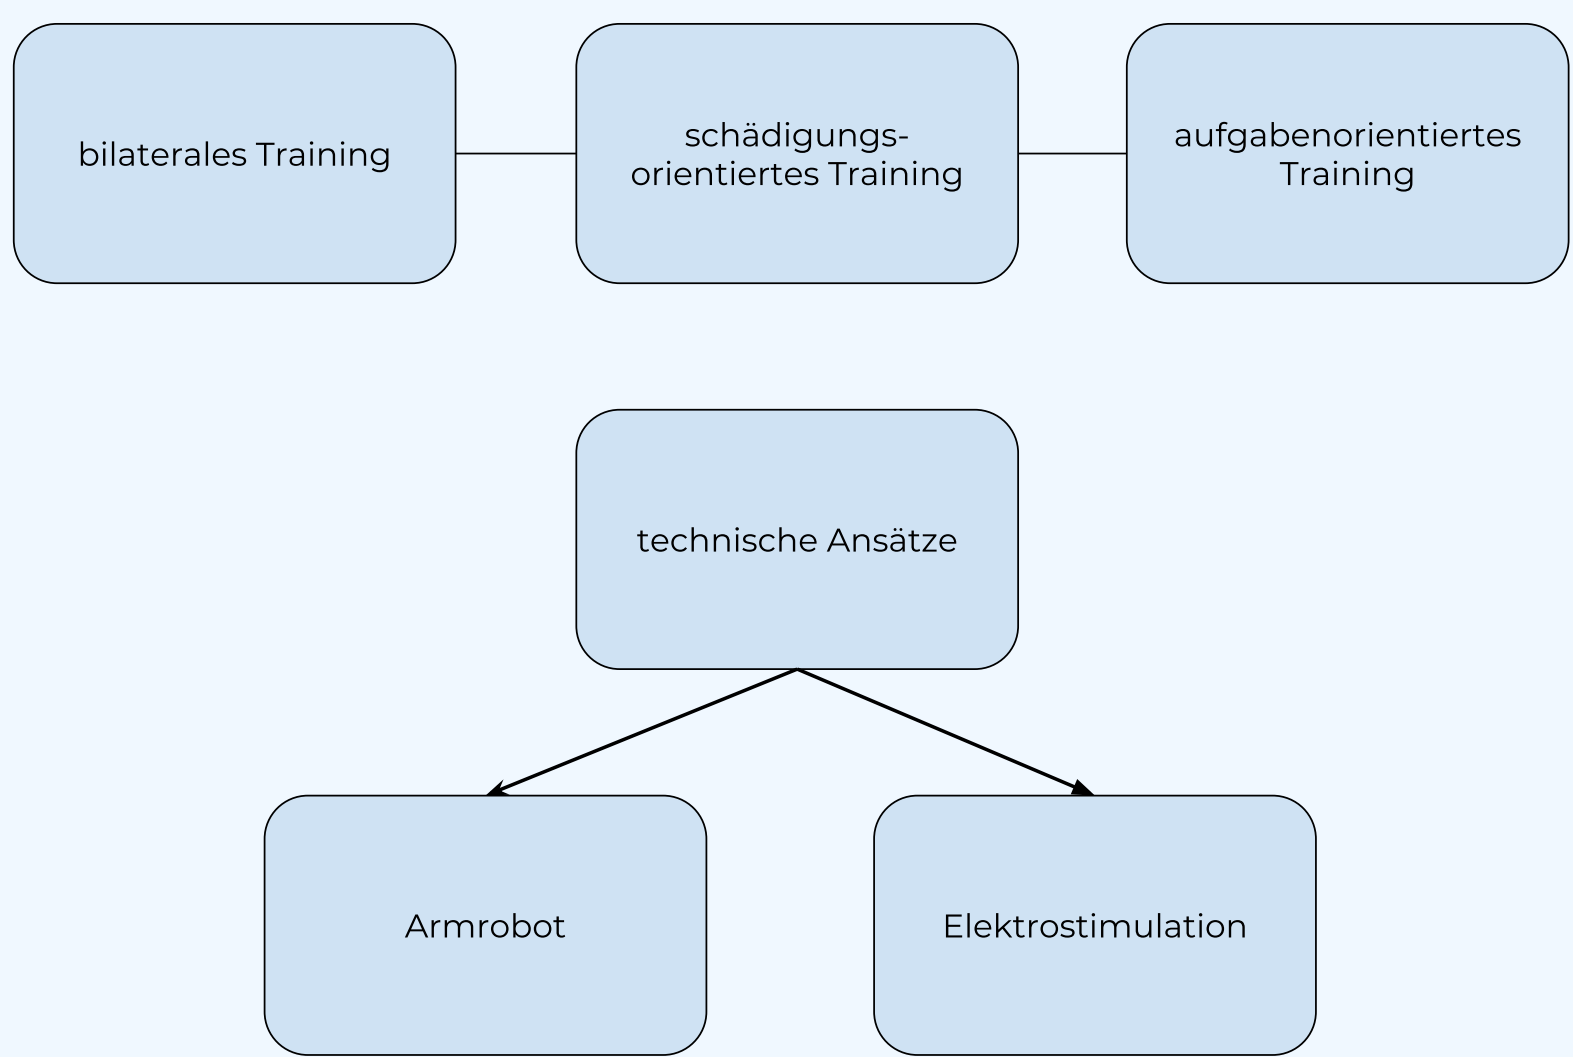 bilaterales Training
schädigungs-
orientiertes Training
aufgabenorientiertes
Training
technische Ansätze
Armrobot
Elektrostimulation